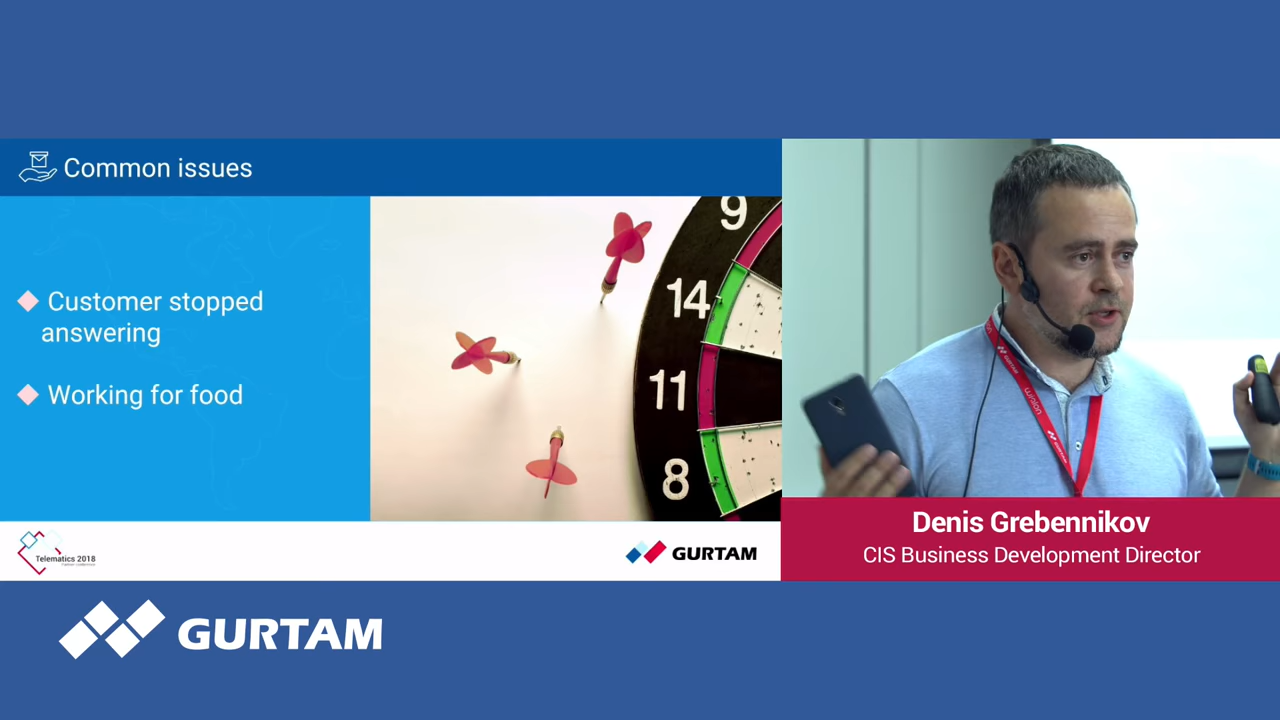 Common issues
Customer stopped
answering
Working for food
9
14
11
8
wialon
Telematics 2018
GURTAM
Denis Grebennikov
CIS Business Development Director
GURTAM